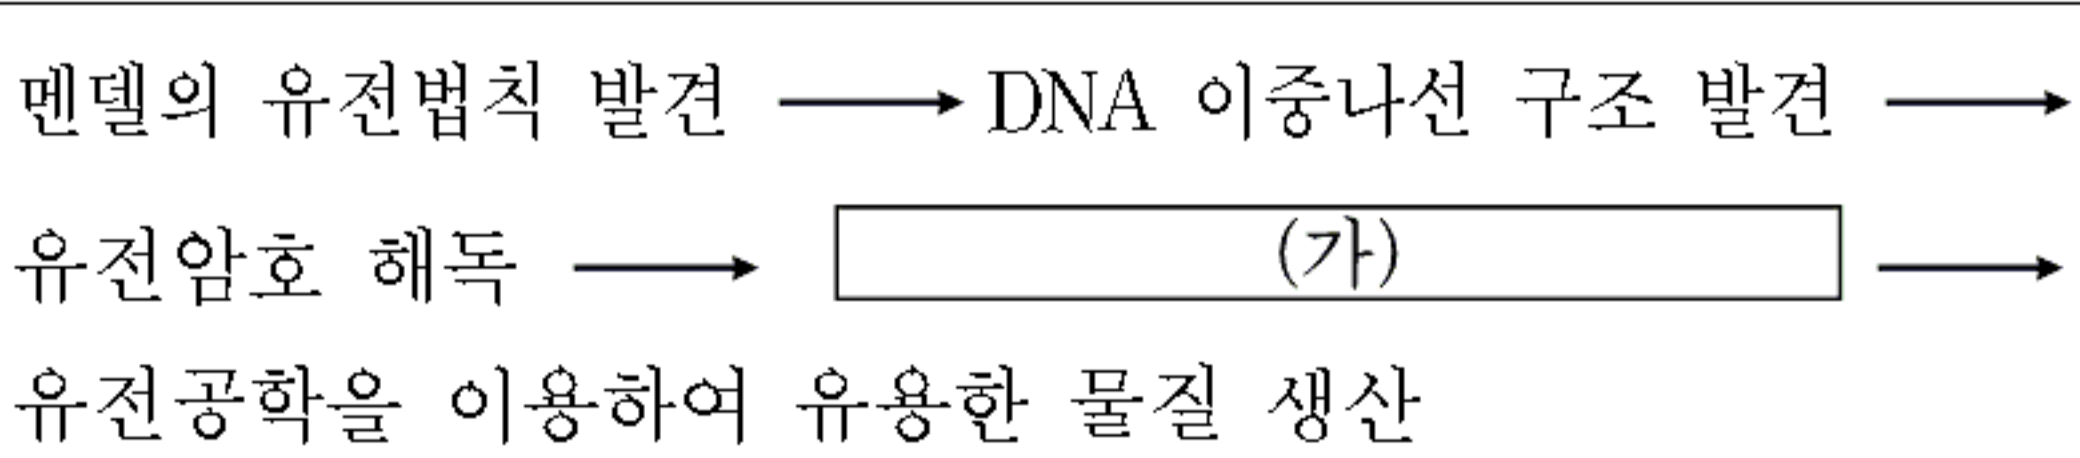 멘델의 유전법칙 발견 → DNA 이중나선 구조 발견 →
유전암호 해독 → (가) →
유전공학을 이용하여 유용한 물질 생산